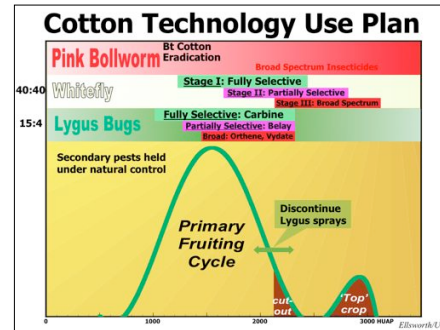 Cotton Technology Use Plan
Pink Bollworm
Bt Cotton
Eradication
Broad Spectrum Insecticides
40:40
Whitefly
Stage I: Fully Selective
Stage II: Partially Selective
Stage III: Broad Spectrum
15:4
Lygus Bugs
Fully Selective: Carbine
Partially Selective: Belay
Broad: Orthene, Vydate
Secondary pests held
under natural control
Primary
Fruiting
Cycle
Discontinue
Lygus sprays
cut-
out
'Top'
crop
0
1000
2000
3000 HUAP
Ellsworth/U